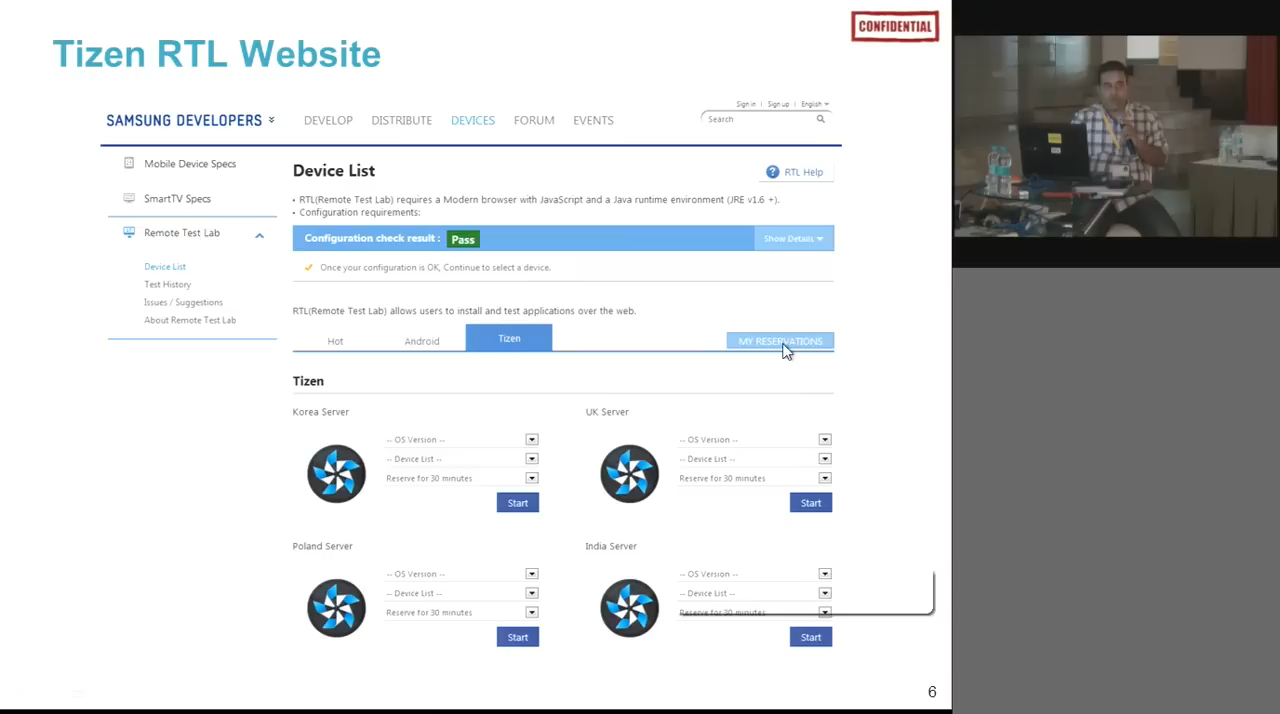 Tizen RTL Website
CONFIDENTIAL
Sign in | Sign up | English
SAMSUNG DEVELOPERS
DEVELOP DISTRIBUTE DEVICES FORUM EVENTS
Search
Mobile Device Specs
SmartTV Specs
Remote Test Lab
Device List
Test History
Issues / Suggestions
About Remote Test Lab
Device List
? RTL Help
• RTL(Remote Test Lab) requires a Modern browser with JavaScript and a Java runtime environment (JRE v1.6 +).
• Configuration requirements:
Configuration check result : Pass
Show Details
Once your configuration is OK, Continue to select a device.
RTL(Remote Test Lab) allows users to install and test applications over the web.
Hot Android Tizen MY RESERVATIONS
Tizen
Korea Server
-- OS Version --
-- Device List --
Reserve for 30 minutes
Start
UK Server
-- OS Version --
-- Device List --
Reserve for 30 minutes
Start
Poland Server
-- OS Version --
-- Device List --
Reserve for 30 minutes
Start
India Server
-- OS Version --
-- Device List --
Reserve for 30 minutes
Start
6